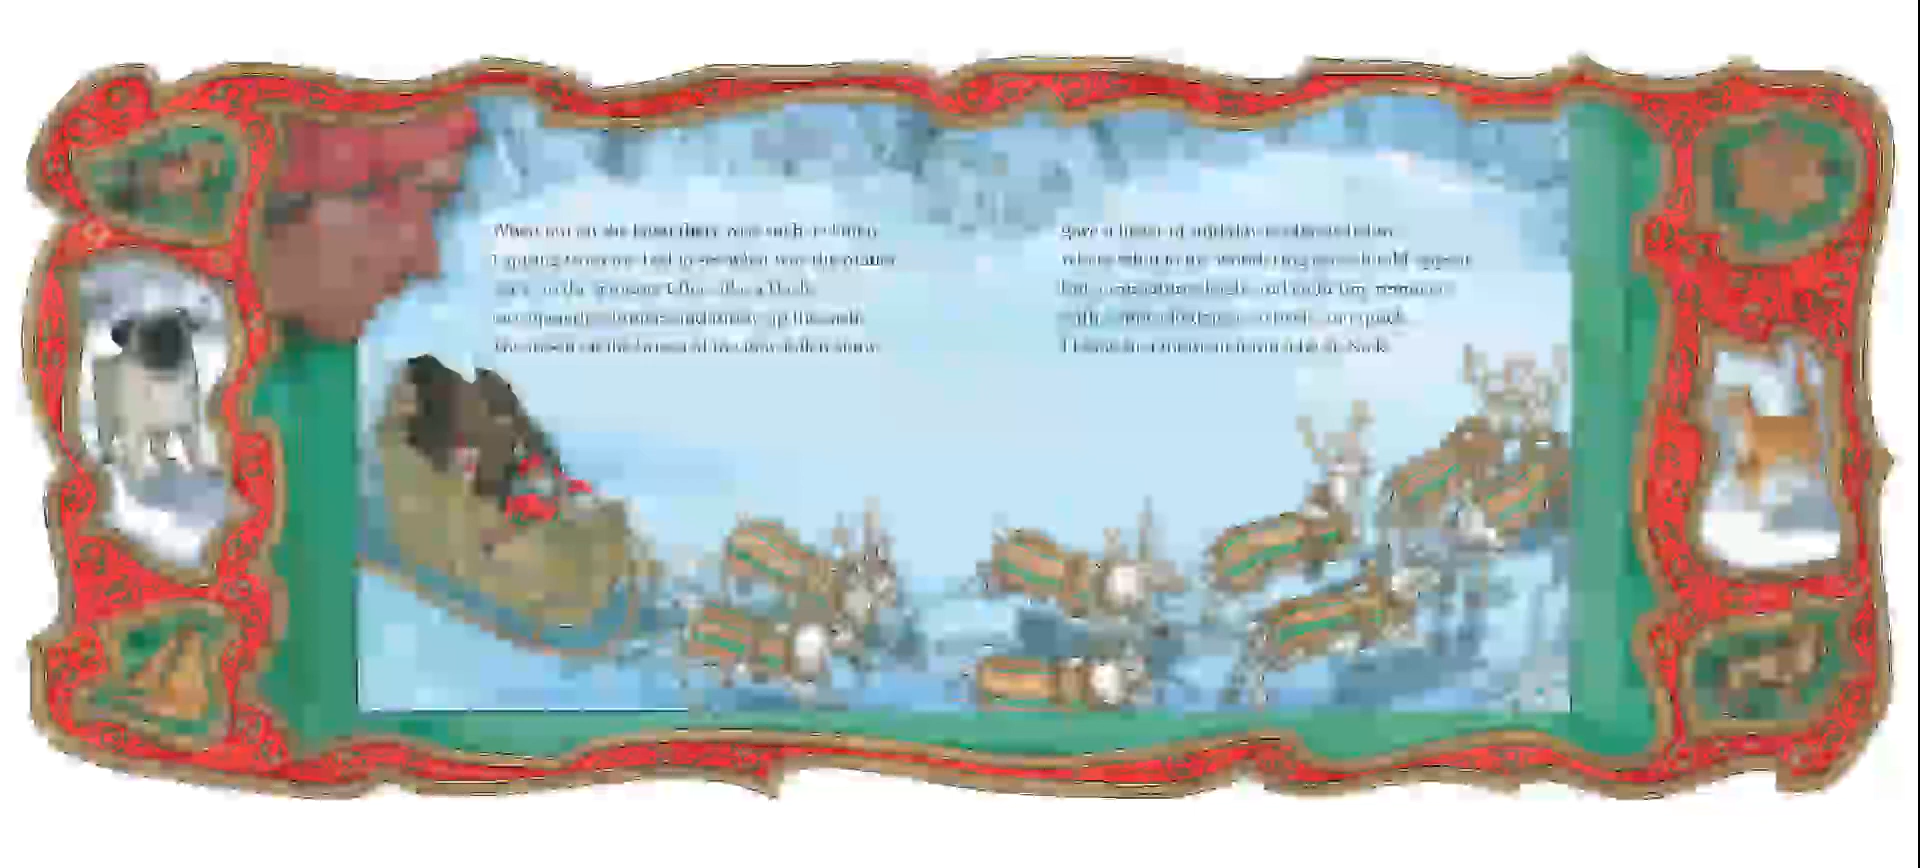 When out on the lawn there arose such a clatter,
I sprang from my bed to see what was the matter.
to the window I flew like a flash,
open the shutters and threw up the sash.
The moon on the breast of the new-fallen snow,
Gave a luster of midday to objects below,
When what to my wondering eyes should appear,
But a miniature sleigh and eight tiny reindeer,
With a little old driver so lively and quick,
I knew in a moment it must be St. Nick.